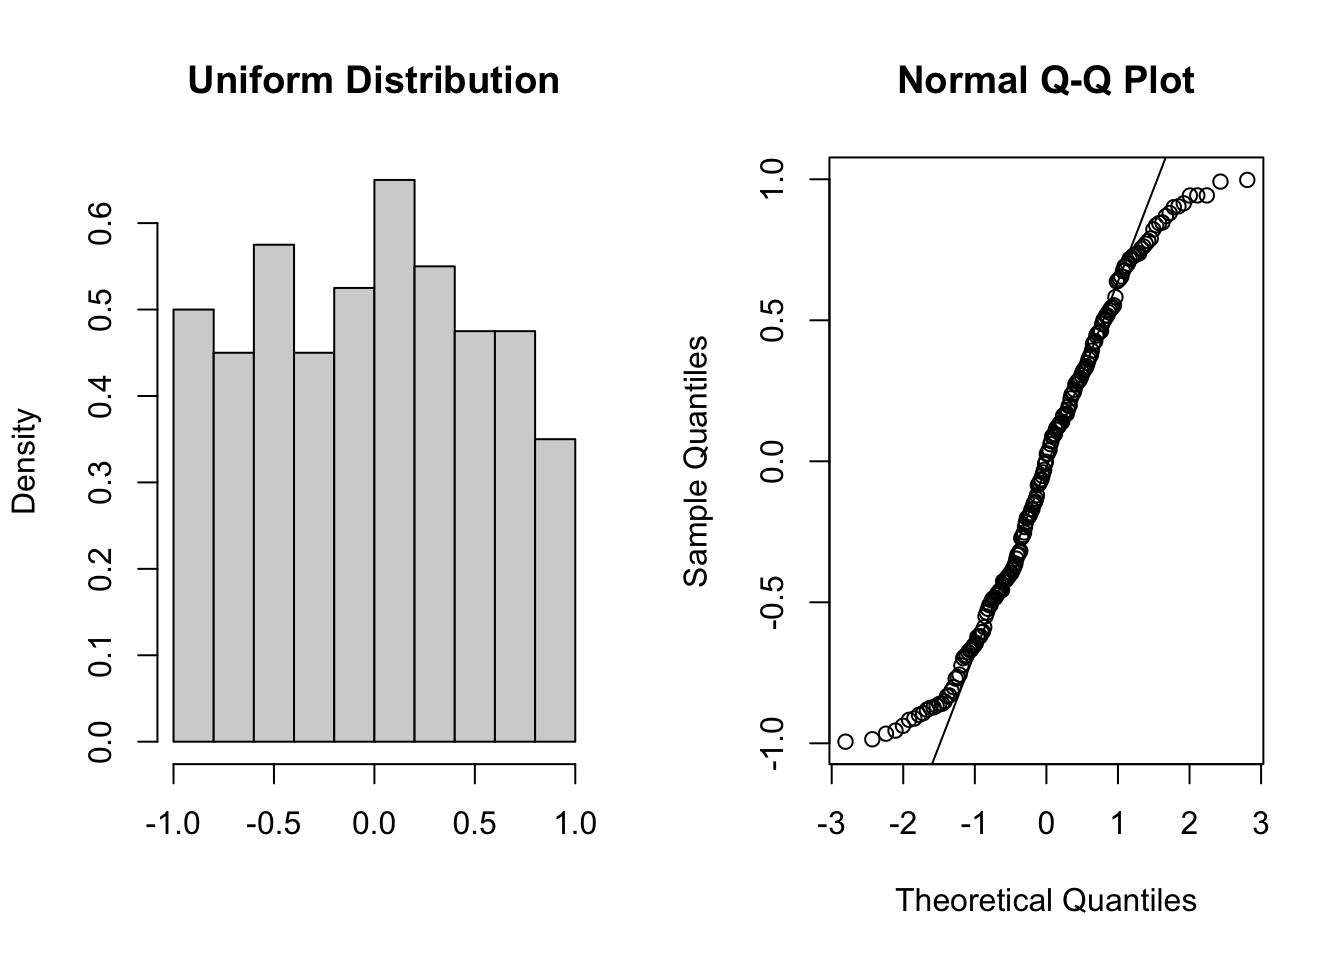 Uniform Distribution
Density
0.6
0.5
0.4
0.3
0.2
0.1
0.0
-1.0 -0.5 0.0 0.5 1.0
Normal Q-Q Plot
Sample Quantiles
1.0
0.5
0.0
-0.5
-1.0
-3 -2 -1 0 1 2 3
Theoretical Quantiles